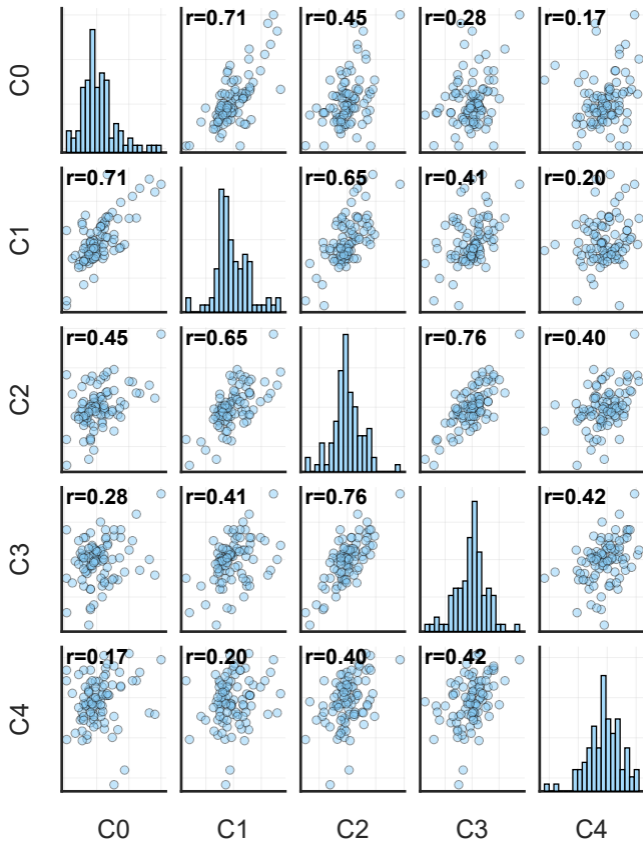 r=0.71 r=0.45 r=0.28 r=0.17
C0
r=0.71 r=0.65 r=0.41 r=0.20
C1
r=0.45 r=0.65 r=0.76 r=0.40
C2
r=0.28 r=0.41 r=0.76 r=0.42
C3
r=0.17 r=0.20 r=0.40 r=0.42
C4
C0 C1 C2 C3 C4